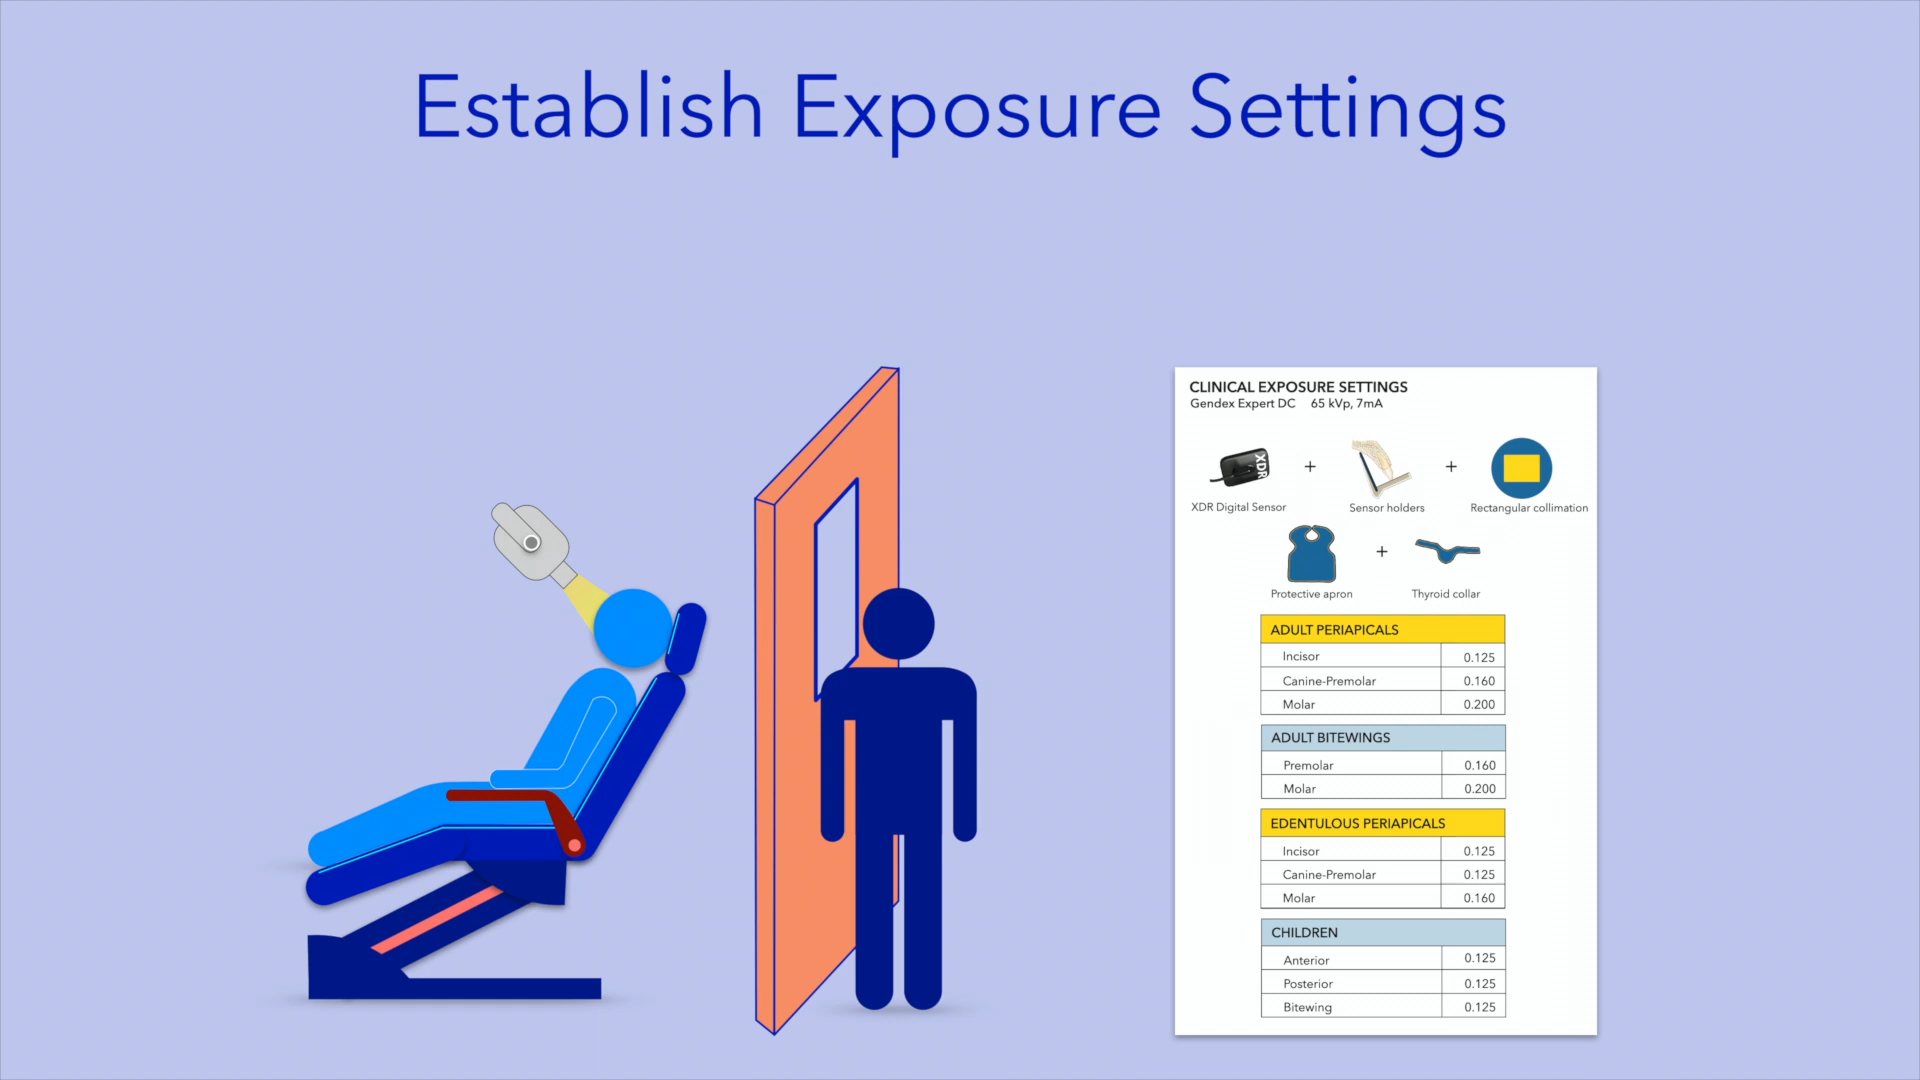 Establish Exposure Settings
CLINICAL EXPOSURE SETTINGS
Gendex Expert DC 65 kVp, 7mA
XDR
+
+
XDR Digital Sensor
Sensor holders
Rectangular collimation
+
Protective apron
Thyroid collar
ADULT PERIAPICALS
Incisor 0.125
Canine-Premolar 0.160
Molar 0.200
ADULT BITEWINGS
Premolar 0.160
Molar 0.200
EDENTULOUS PERIAPICALS
Incisor 0.125
Canine-Premolar 0.125
Molar 0.160
CHILDREN
Anterior 0.125
Posterior 0.125
Bitewing 0.125